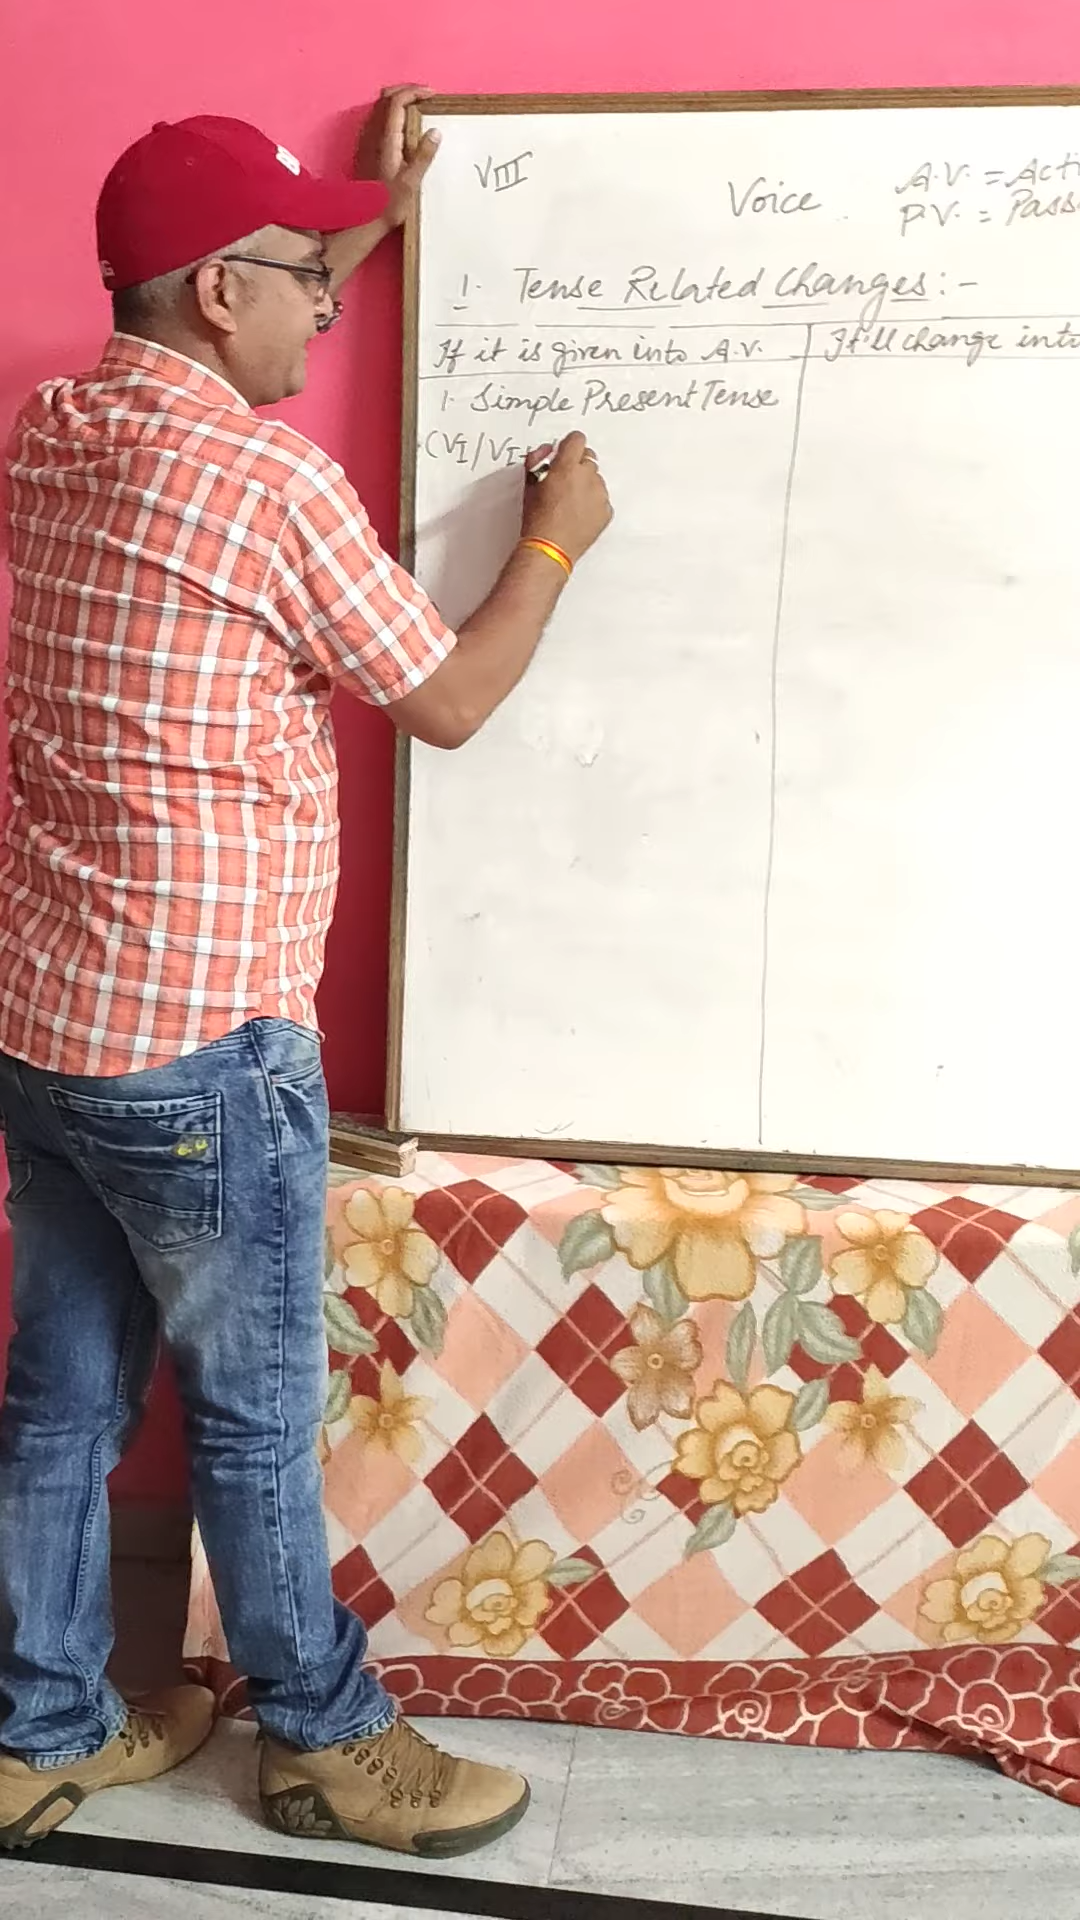 VIII
Voice
A.V. = Acti
P.V. = Pass
1. Tense Related Changes:-
If it is given into A.V.
It'll change into
1. Simple Present Tense
(VI/VI+